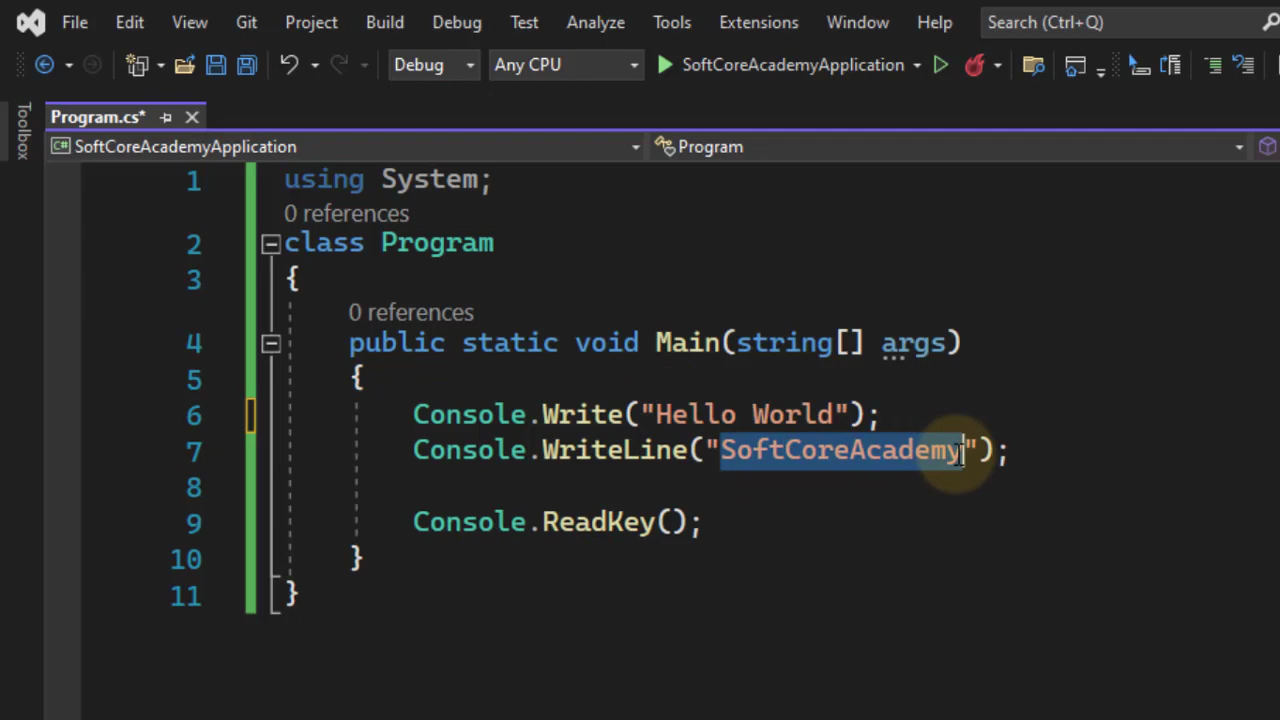 File Edit View Git Project Build Debug Test Analyze Tools Extensions Window Help Search (Ctrl+Q)
Debug Any CPU SoftCoreAcademyApplication
Toolbox
Program.cs*
SoftCoreAcademyApplication Program
1 using System;
0 references
2 class Program
3 {
0 references
4 public static void Main(string[] args)
5 {
6 Console.Write("Hello World");
7 Console.WriteLine("SoftCoreAcademy");
8
9 Console.ReadKey();
10 }
11 }